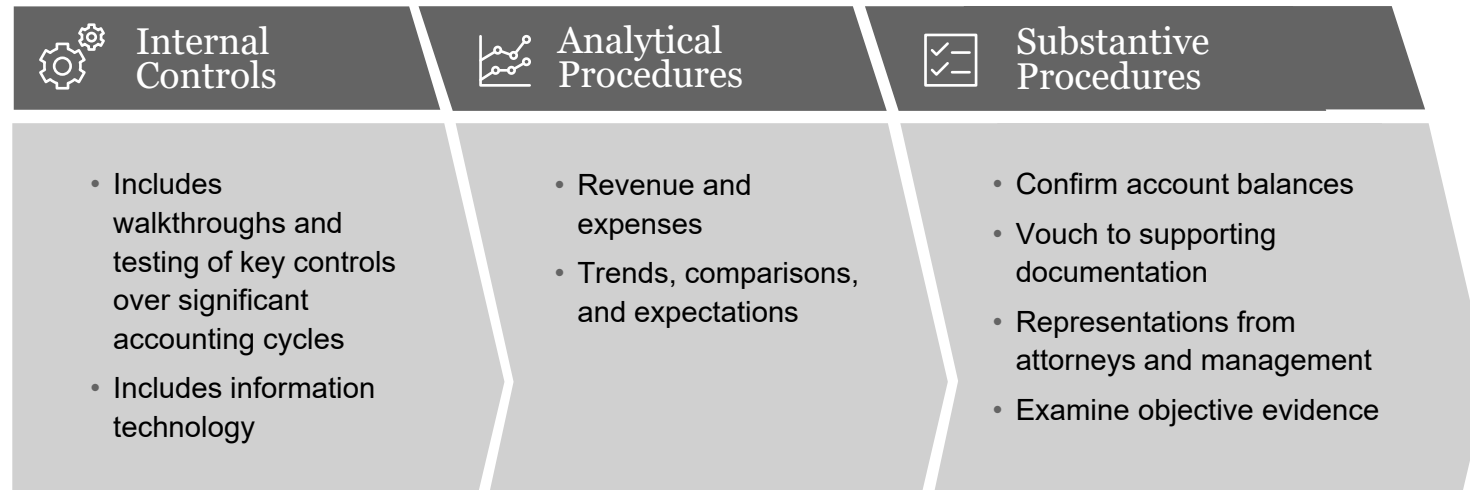 Internal
Controls
Analytical
Procedures
Substantive
Procedures
• Includes
walkthroughs and
testing of key controls
over significant
accounting cycles
• Includes information
technology
• Revenue and
expenses
• Trends, comparisons,
and expectations
• Confirm account balances
• Vouch to supporting
documentation
• Representations from
attorneys and management
• Examine objective evidence